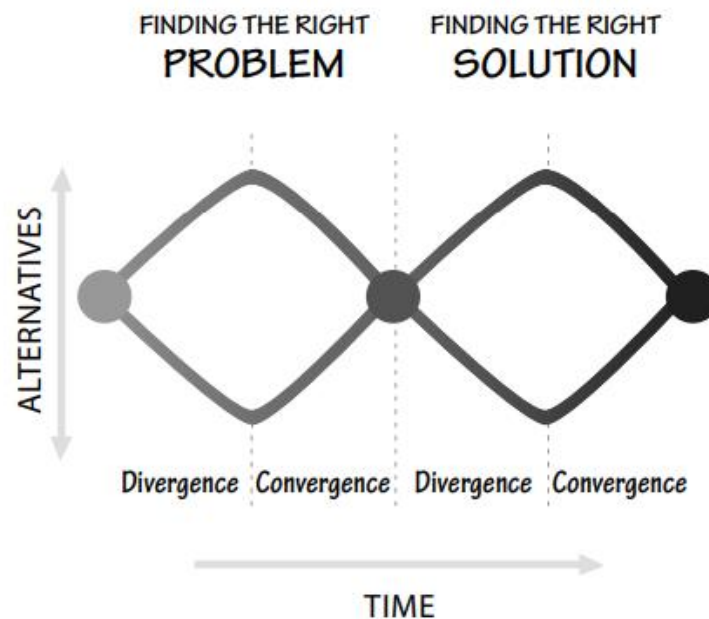 FINDING THE RIGHT
PROBLEM
FINDING THE RIGHT
SOLUTION
ALTERNATIVES
Divergence
Convergence
Divergence
Convergence
TIME